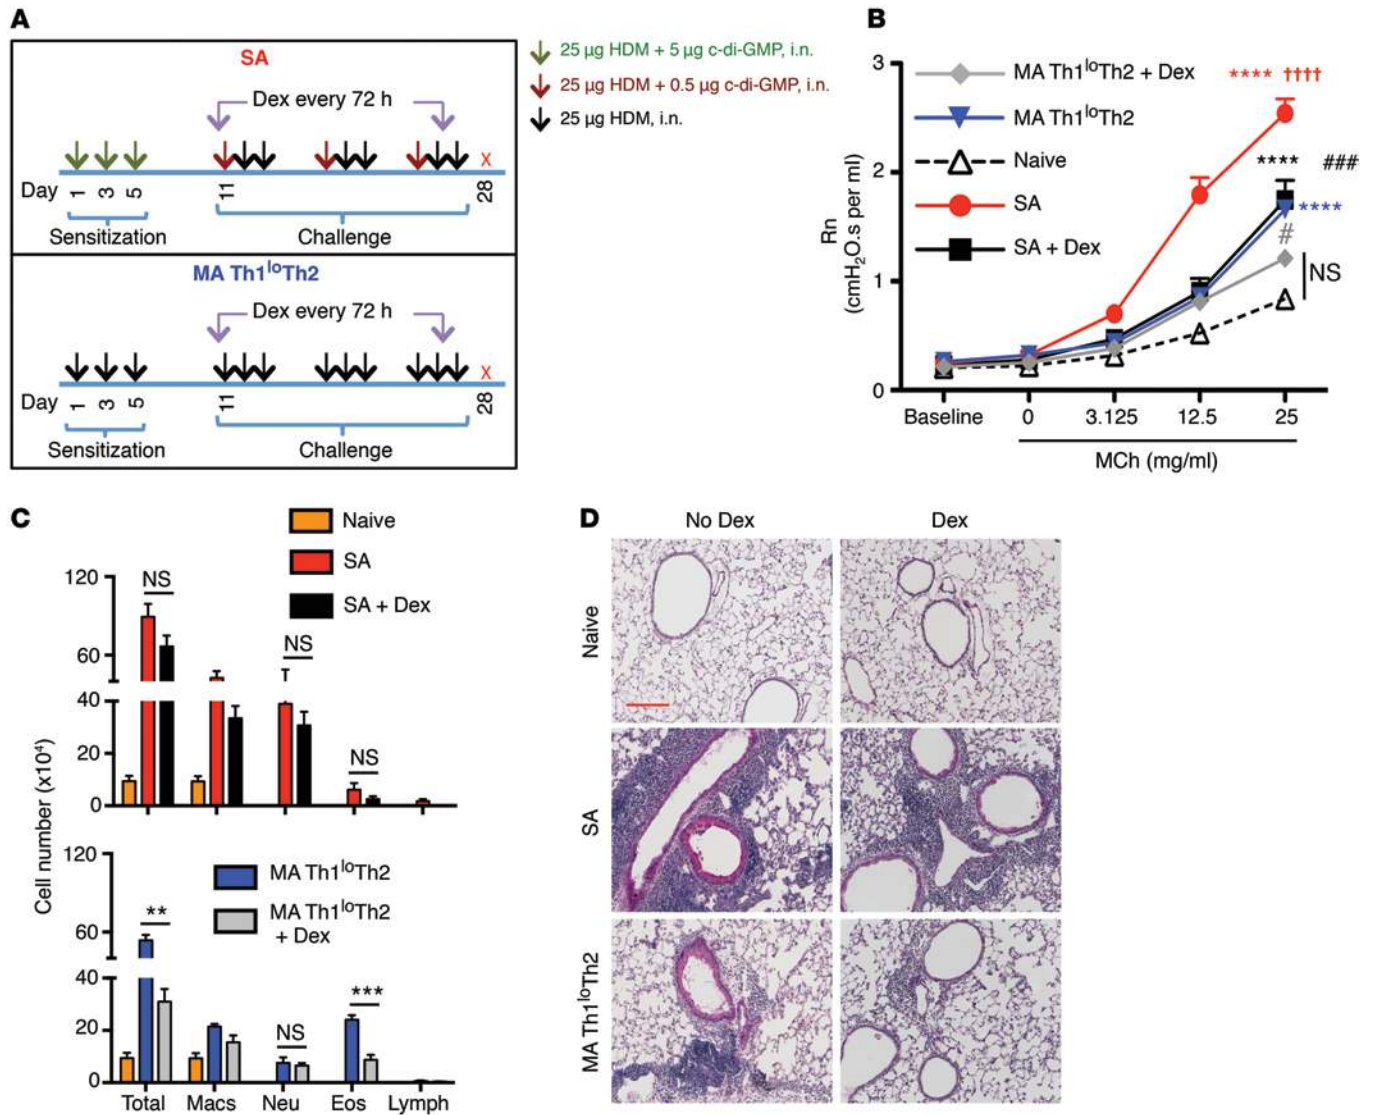 A
SA
Dex every 72 h
X
Day 1 3 5 11 28
Sensitization Challenge
MA Th1loTh2
Dex every 72 h
X
Day 1 3 5 11 28
Sensitization Challenge
25 µg HDM + 5 µg c-di-GMP, i.n.
25 µg HDM + 0.5 µg c-di-GMP, i.n.
25 µg HDM, i.n.
B
Rn
(cmH2O.s per ml)
3
2
1
0
MA Th1loTh2 + Dex
MA Th1loTh2
Naive
SA
SA + Dex
**** ††††
**** ###
****
#
NS
Baseline 0 3.125 12.5 25
MCh (mg/ml)
C
Naive
SA
SA + Dex
Cell number (x10⁴)
120
60
40
20
0
NS
NS
NS
MA Th1loTh2
MA Th1loTh2
+ Dex
120
60
40
20
0
**
NS
***
Total Macs Neu Eos Lymph
D
No Dex Dex
Naive
SA
MA Th1loTh2